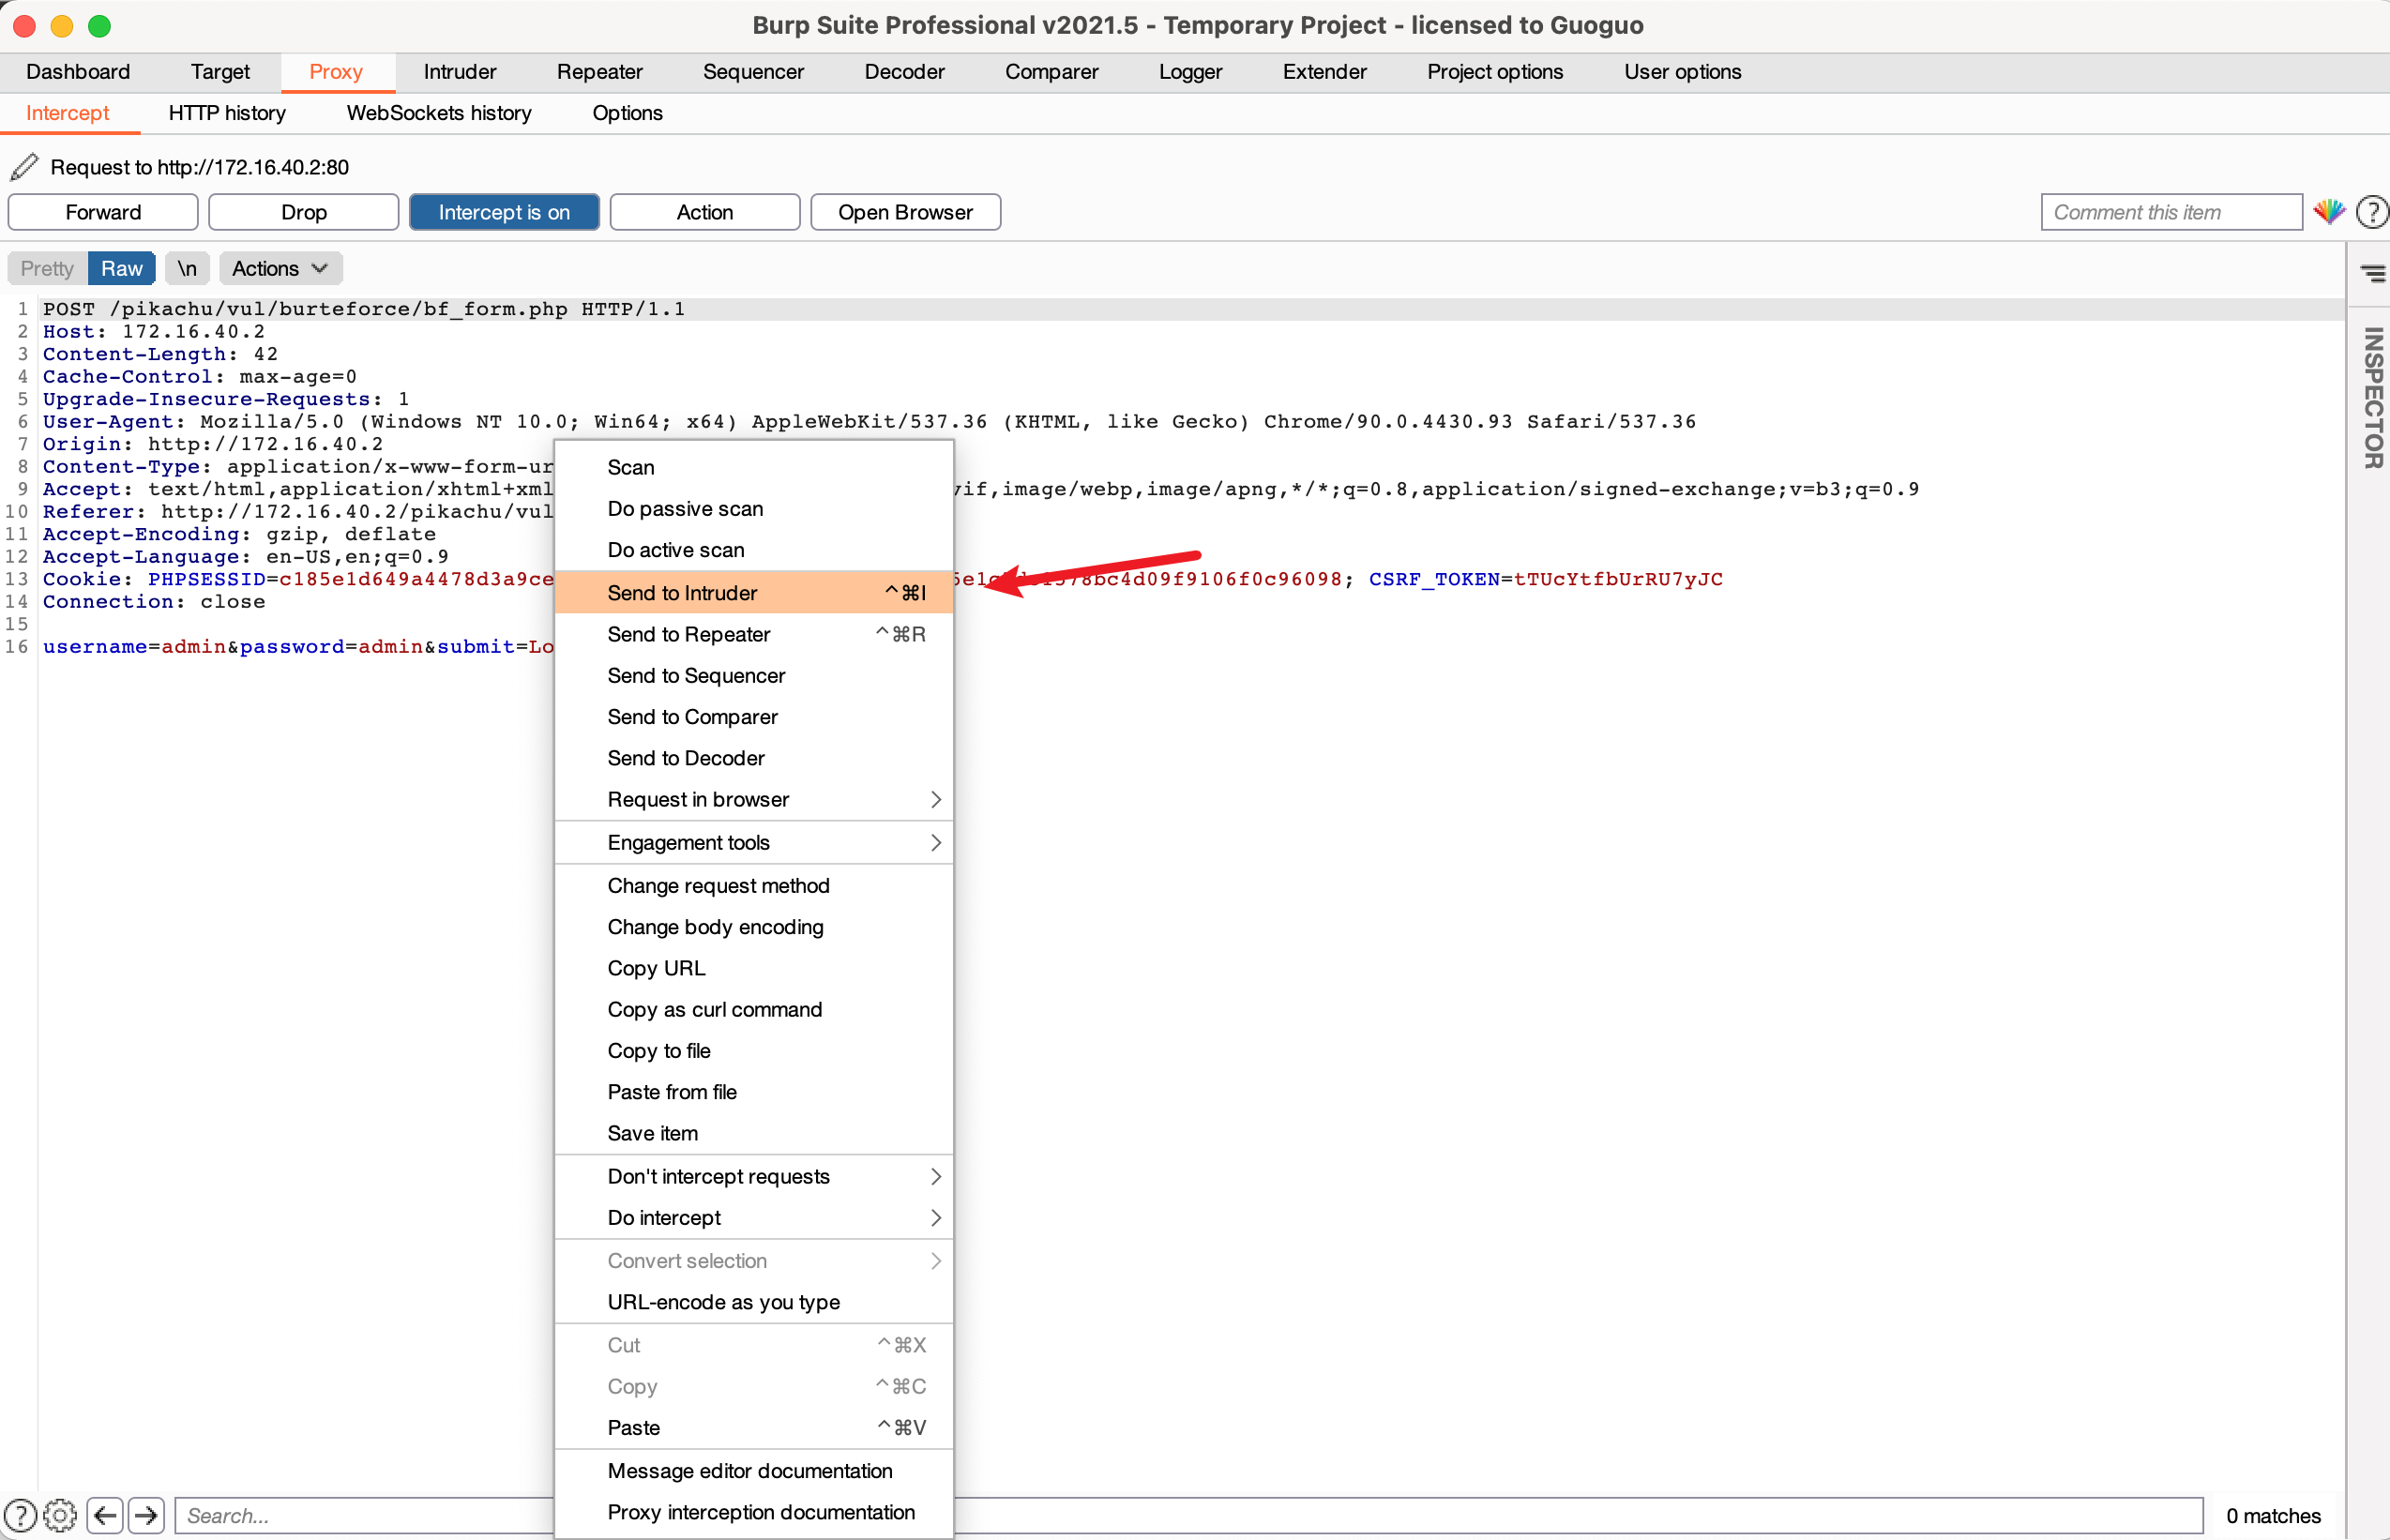 Burp Suite Professional v2021.5 - Temporary Project - licensed to Guoguo
Dashboard Target Proxy Intruder Repeater Sequencer Decoder Comparer Logger Extender Project options User options
Intercept HTTP history WebSockets history Options
Request to http://172.16.40.2:80
Forward Drop Intercept is on Action Open Browser Comment this item ?
Pretty Raw \n Actions
INSPECTOR
1 POST /pikachu/vul/burteforce/bf_form.php HTTP/1.1
2 Host: 172.16.40.2
3 Content-Length: 42
4 Cache-Control: max-age=0
5 Upgrade-Insecure-Requests: 1
6 User-Agent: Mozilla/5.0 (Windows NT 10.0; Win64; x64) AppleWebKit/537.36 (KHTML, like Gecko) Chrome/90.0.4430.93 Safari/537.36
7 Origin: http://172.16.40.2
8 Content-Type: application/x-www-form-ur
9 Accept: text/html,application/xhtml+xml if,image/webp,image/apng,*/*;q=0.8,application/signed-exchange;v=b3;q=0.9
10 Referer: http://172.16.40.2/pikachu/vul
11 Accept-Encoding: gzip, deflate
12 Accept-Language: en-US,en;q=0.9
13 Cookie: PHPSESSID=c185e1d649a4478d3a9ce 78bc4d09f9106f0c96098; CSRF_TOKEN=tTUcYtfbUrRU7yJC
14 Connection: close
15
16 username=admin&password=admin&submit=Lo
Scan
Do passive scan
Do active scan
Send to Intruder ^⌘I
Send to Repeater ^⌘R
Send to Sequencer
Send to Comparer
Send to Decoder
Request in browser
Engagement tools
Change request method
Change body encoding
Copy URL
Copy as curl command
Copy to file
Paste from file
Save item
Don't intercept requests
Do intercept
Convert selection
URL-encode as you type
Cut ^⌘X
Copy ^⌘C
Paste ^⌘V
Message editor documentation
Proxy interception documentation
? Search... 0 matches